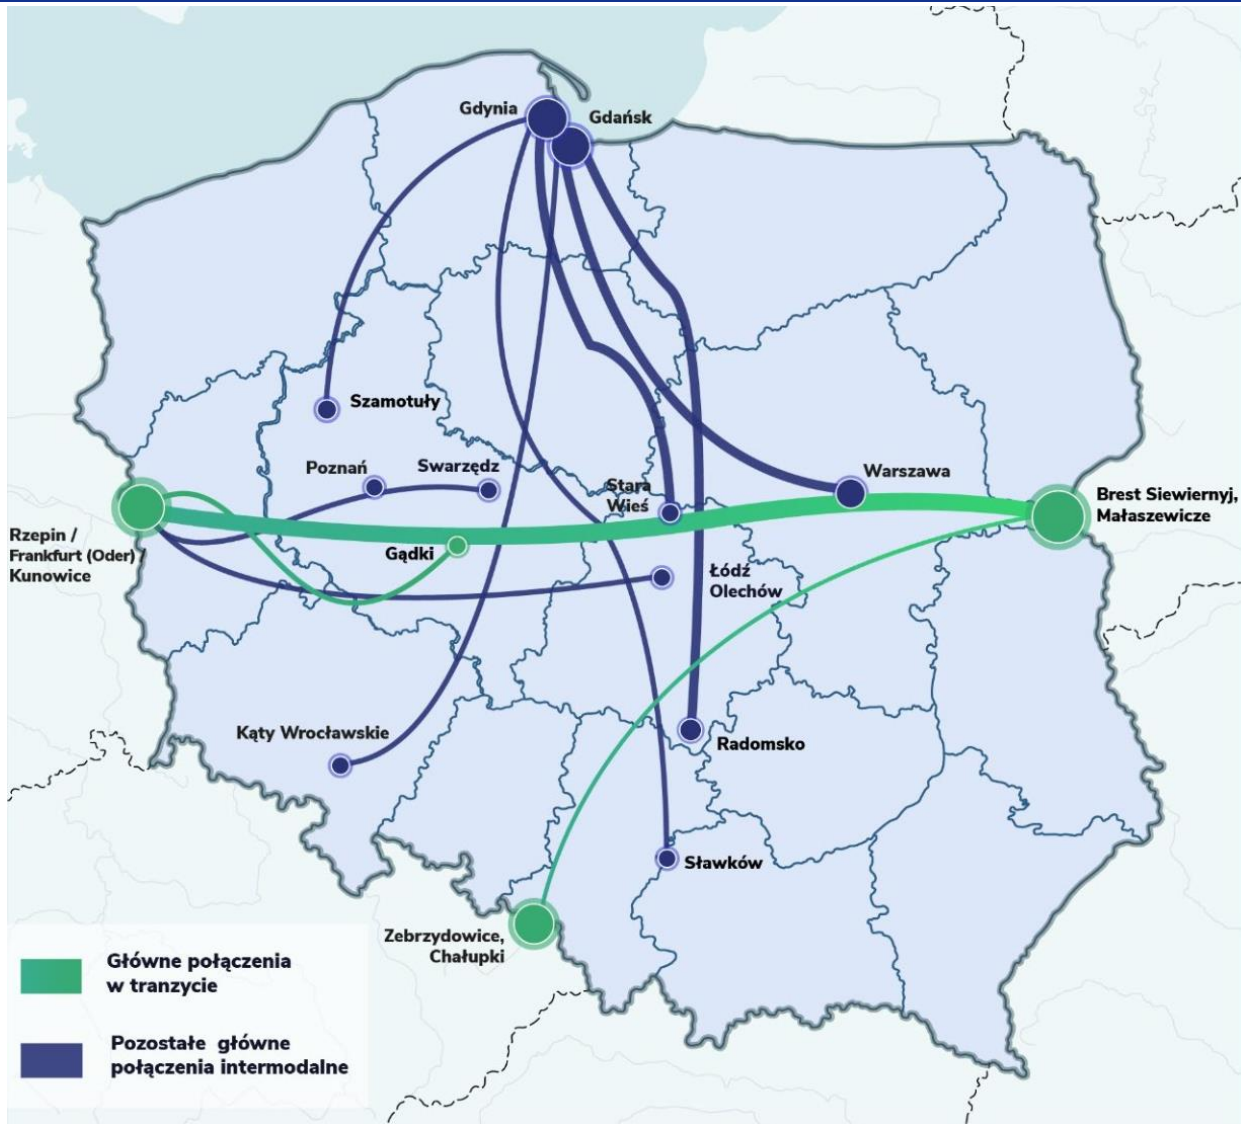 Gdynia
Gdańsk
Szamotuły
Poznań
Swarzędz
Stara
Wieś
Warszawa
Brest Siewiernyj,
Małaszewicze
Rzepin /
Frankfurt (Oder) /
Kunowice
Gądki
Łódź
Olechów
Kąty Wrocławskie
Radomsko
Sławków
Zebrzydowice,
Chałupki
Główne połączenia
w tranzycie
Pozostałe główne
połączenia intermodalne